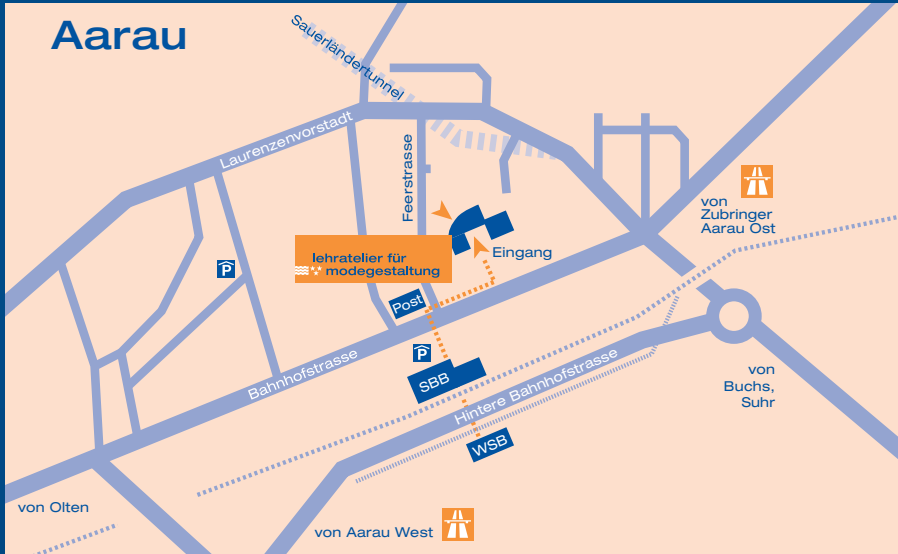 Aarau
Sauerländertunnel
Laurenzenvorstadt
Feerstrasse
von
Zubringer
Aarau Ost
lehratelier für
modegestaltung
Eingang
P
Post
P
SBB
Bahnhofstrasse
Hintere Bahnhofstrasse
von
Buchs,
Suhr
WSB
von Olten
von Aarau West